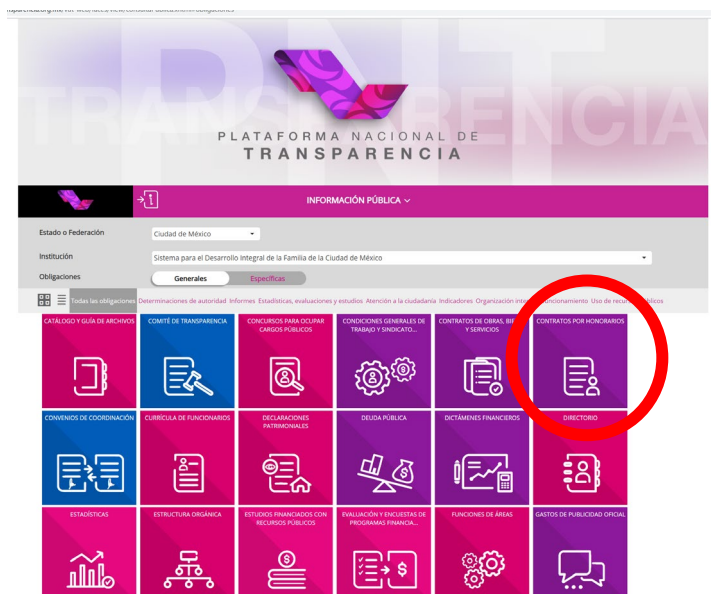 TRANSPARENCIA
PNT
PLATAFORMA NACIONAL DE
TRANSPARENCIA
INFORMACIÓN PÚBLICA
Estado o Federación
Ciudad de México
Institución
Sistema para el Desarrollo Integral de la Familia de la Ciudad de México
Obligaciones
Generales
Específicas
Todas las obligaciones Determinaciones de autoridad Informes Estadísticas, evaluaciones y estudios Atención a la ciudadanía Indicadores Organización funcionamiento Uso de
CATÁLOGO Y GUÍA DE ARCHIVOS
COMITÉ DE TRANSPARENCIA
CONCURSOS PARA OCUPAR
CARGOS PÚBLICOS
CONDICIONES GENERALES DE
TRABAJO Y SINDICATO...
CONTRATOS DE OBRAS,
Y SERVICIOS
CONTRATOS POR HONORARIOS
CONVENIOS DE COORDINACIÓN
CURRÍCULA DE FUNCIONARIOS
DECLARACIONES
PATRIMONIALES
DEUDA PÚBLICA
DICTÁMENES FINANCIEROS
DIRECTORIO
ESTADÍSTICAS
ESTRUCTURA ORGÁNICA
ESTUDIOS FINANCIADOS CON
RECURSOS PÚBLICOS
EVALUACIÓN Y ENCUESTAS DE
PROGRAMAS FINANCIA...
FUNCIONES DE ÁREAS
GASTOS DE PUBLICIDAD OFICIAL